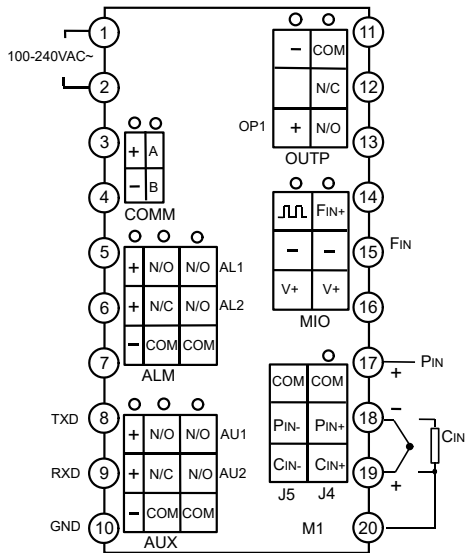 1
100-240VAC~
2
3
+ A
4
− B
COMM
5
+ N/O N/O AL1
6
+ N/C N/O AL2
7
− COM COM
ALM
TXD 8
+ N/O N/O AU1
RXD 9
+ N/C N/O AU2
GND 10
− COM COM
AUX
− COM
11
N/C
12
OP1 + N/O
13
OUTP
FIN+
14
− −
15 FIN
V+ V+
16
MIO
COM COM
17 PIN
+
PIN- PIN+
18 −
CIN
CIN- CIN+
19
+
J5 J4
M1 20